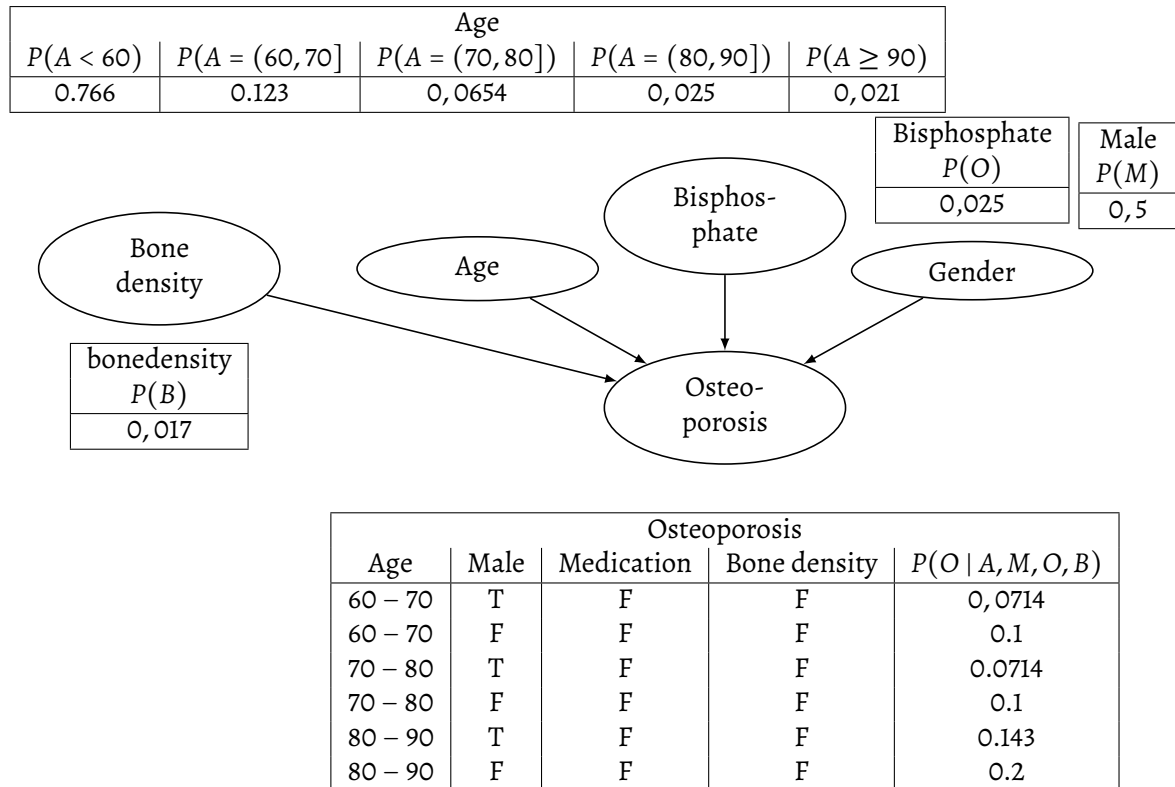 Age
P(A < 60) P(A = (60, 70] P(A = (70, 80]) P(A = (80, 90]) P(A ≥ 90)
0.766 0.123 0, 0654 0, 025 0, 021
Bisphosphate
P(O)
0,025
Male
P(M)
0, 5
Bone
density
Age
Bisphos-
phate
Gender
bonedensity
P(B)
0, 017
Osteo-
porosis
Osteoporosis
Age Male Medication Bone density P(O | A, M, O, B)
60 – 70 T F F 0, 0714
60 – 70 F F F 0.1
70 – 80 T F F 0.0714
70 – 80 F F F 0.1
80 – 90 T F F 0.143
80 – 90 F F F 0.2